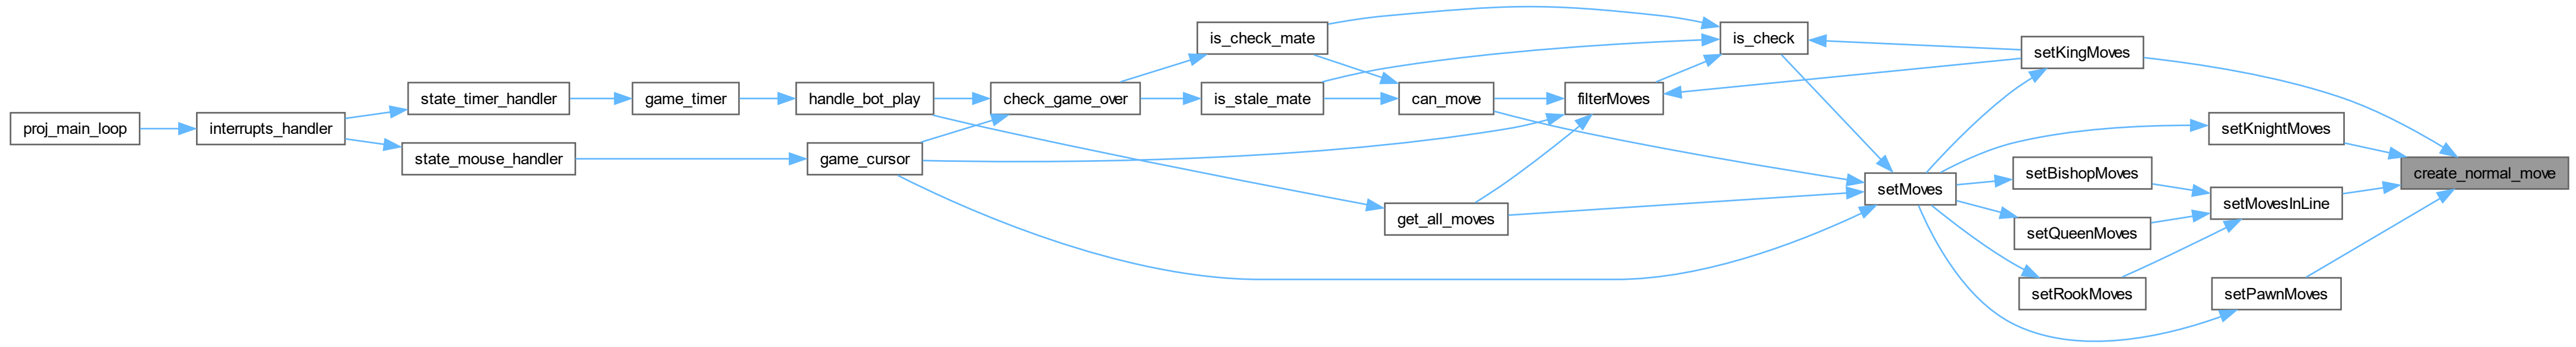 proj_main_loop
interrupts_handler
state_timer_handler
state_mouse_handler
game_timer
handle_bot_play
game_cursor
check_game_over
is_check_mate
is_stale_mate
can_move
get_all_moves
filterMoves
is_check
setMoves
setKingMoves
setBishopMoves
setQueenMoves
setRookMoves
setKnightMoves
setMovesInLine
setPawnMoves
create_normal_move